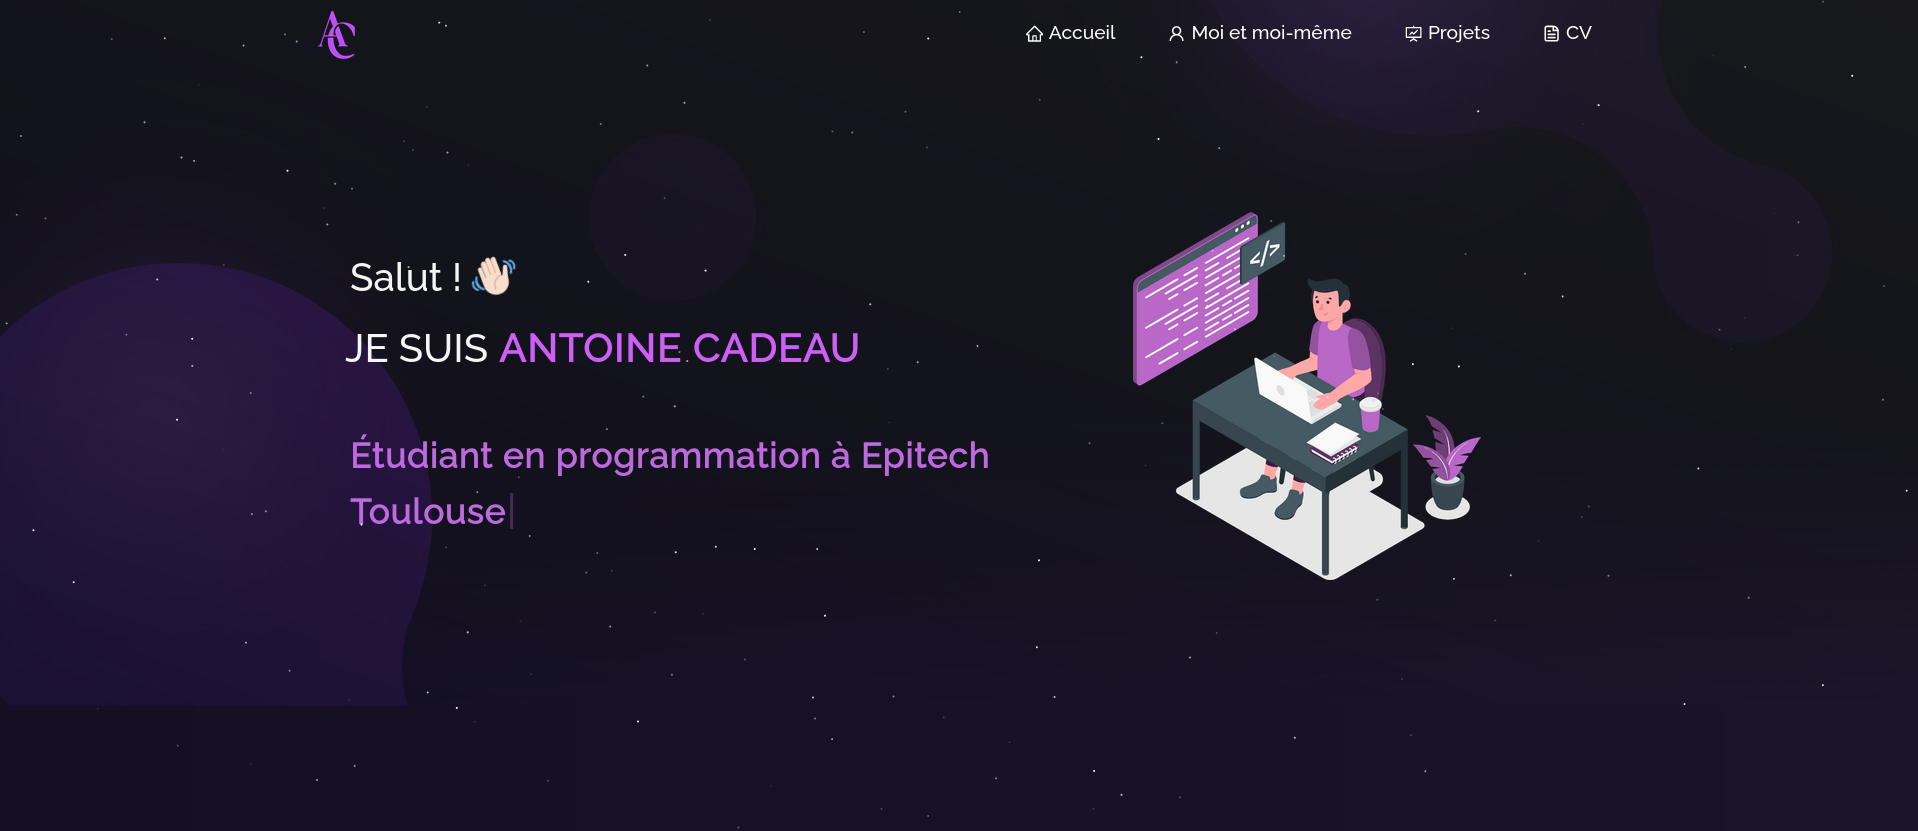 AC
Accueil
Moi et moi-même
Projets
CV
Salut ! 👋🏻
JE SUIS ANTOINE CADEAU
Étudiant en programmation à Epitech
Toulouse
</>